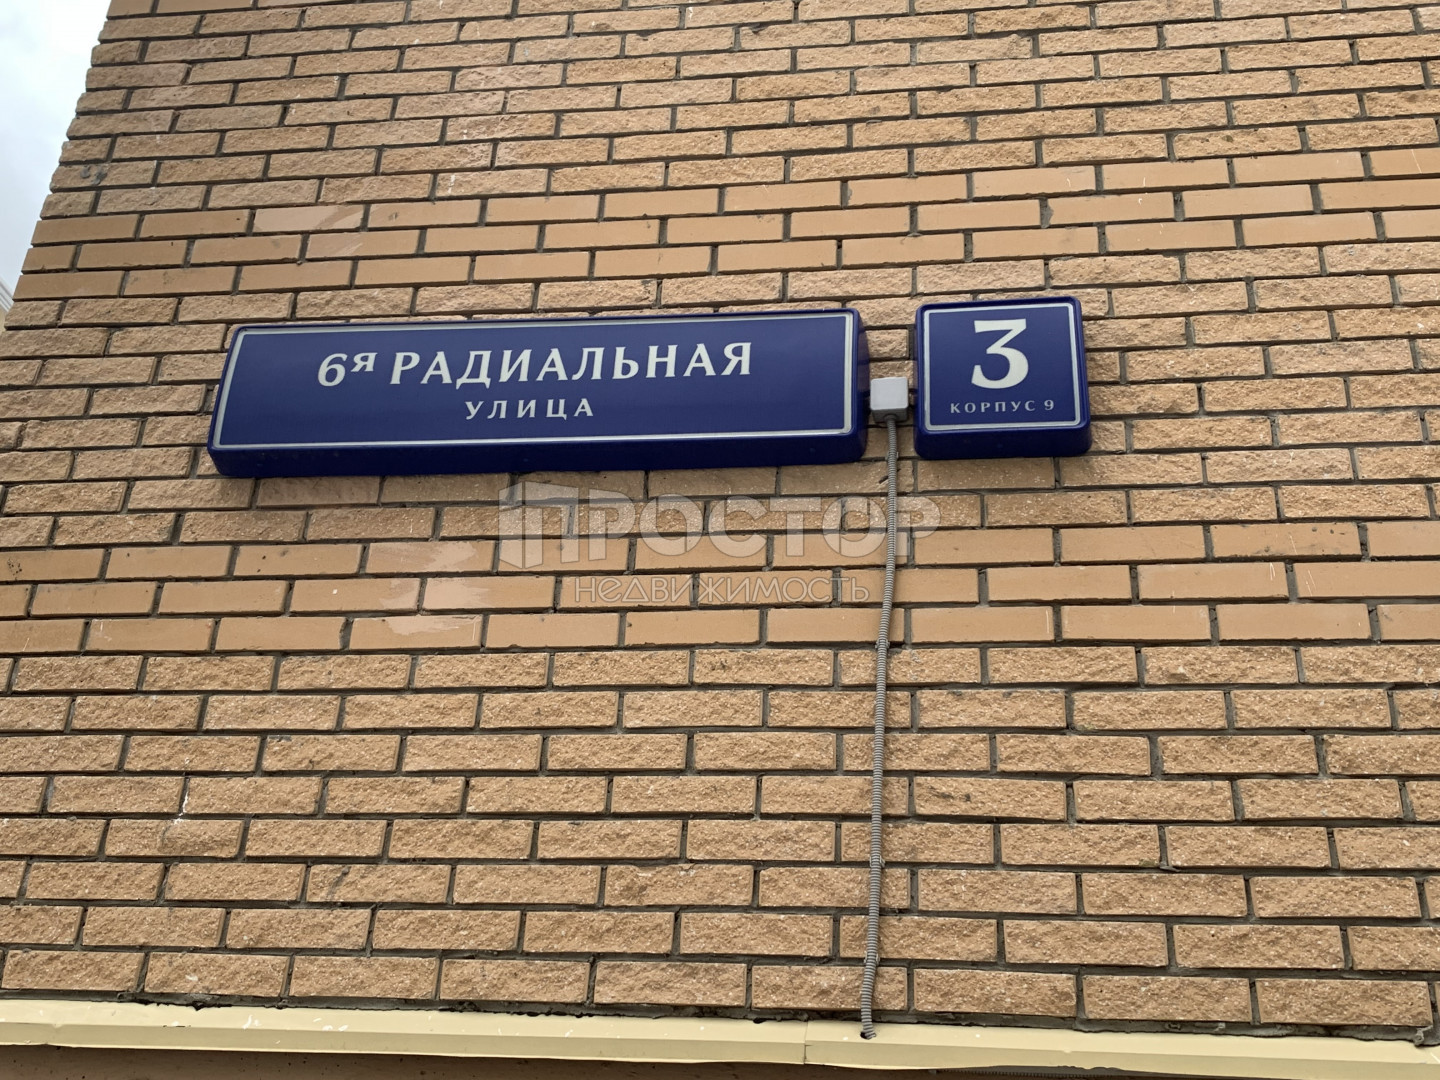 6я РАДИАЛЬНАЯ
УЛИЦА
3
КОРПУС 9
ПРОСТОР
НЕДВИЖИМОСТЬ